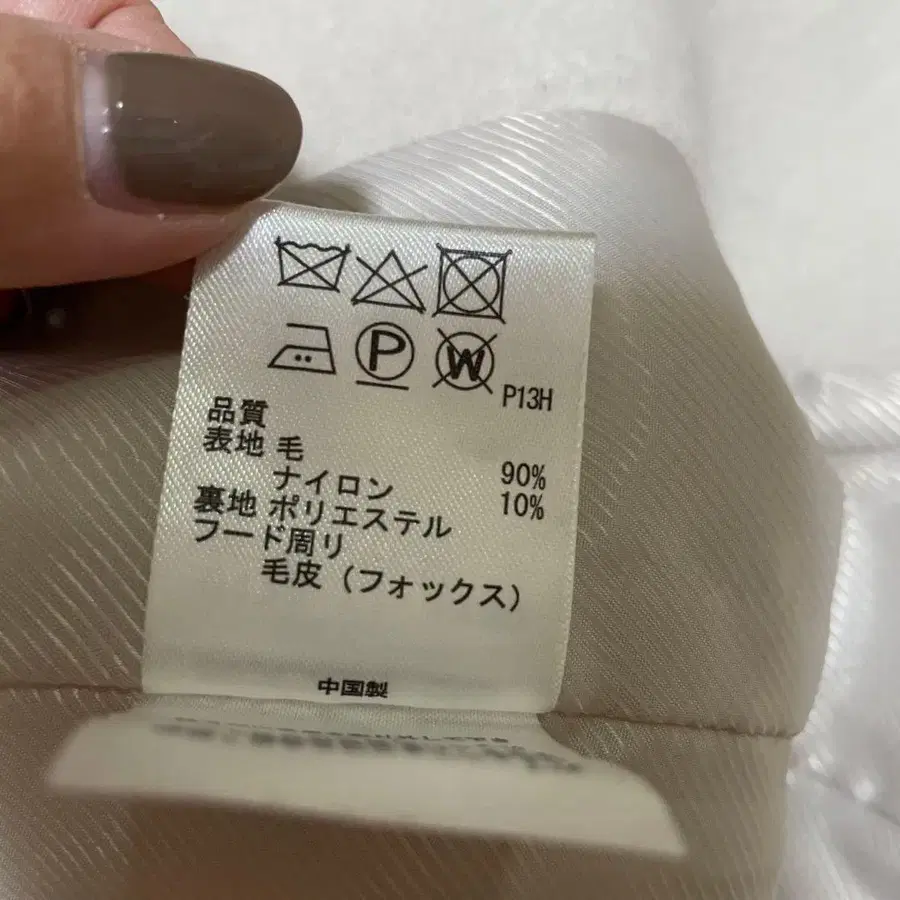 P W P13H
品質
表地 毛 90%
ナイロン 10%
裏地 ポリエステル
フード周リ
毛皮（フォックス）
中国製